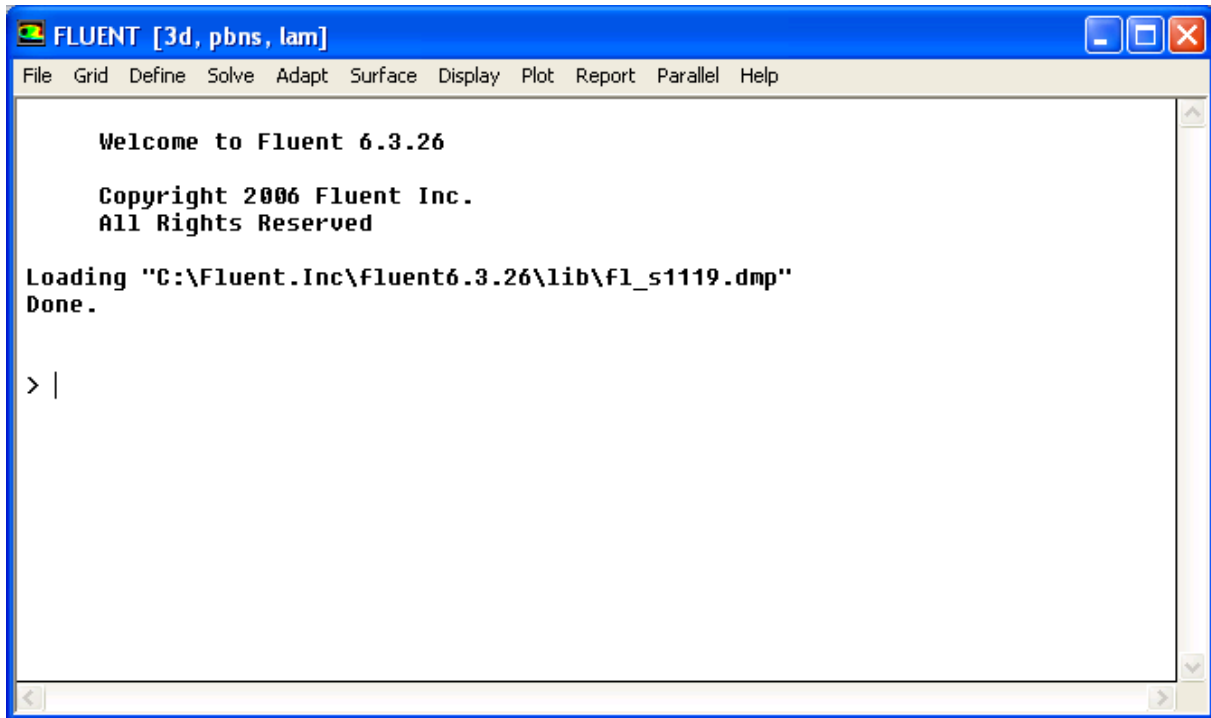 FLUENT [3d, pbns, lam]
File Grid Define Solve Adapt Surface Display Plot Report Parallel Help
Welcome to Fluent 6.3.26
Copyright 2006 Fluent Inc.
All Rights Reserved
Loading "C:\Fluent.Inc\fluent6.3.26\lib\fl_s1119.dmp"
Done.
>